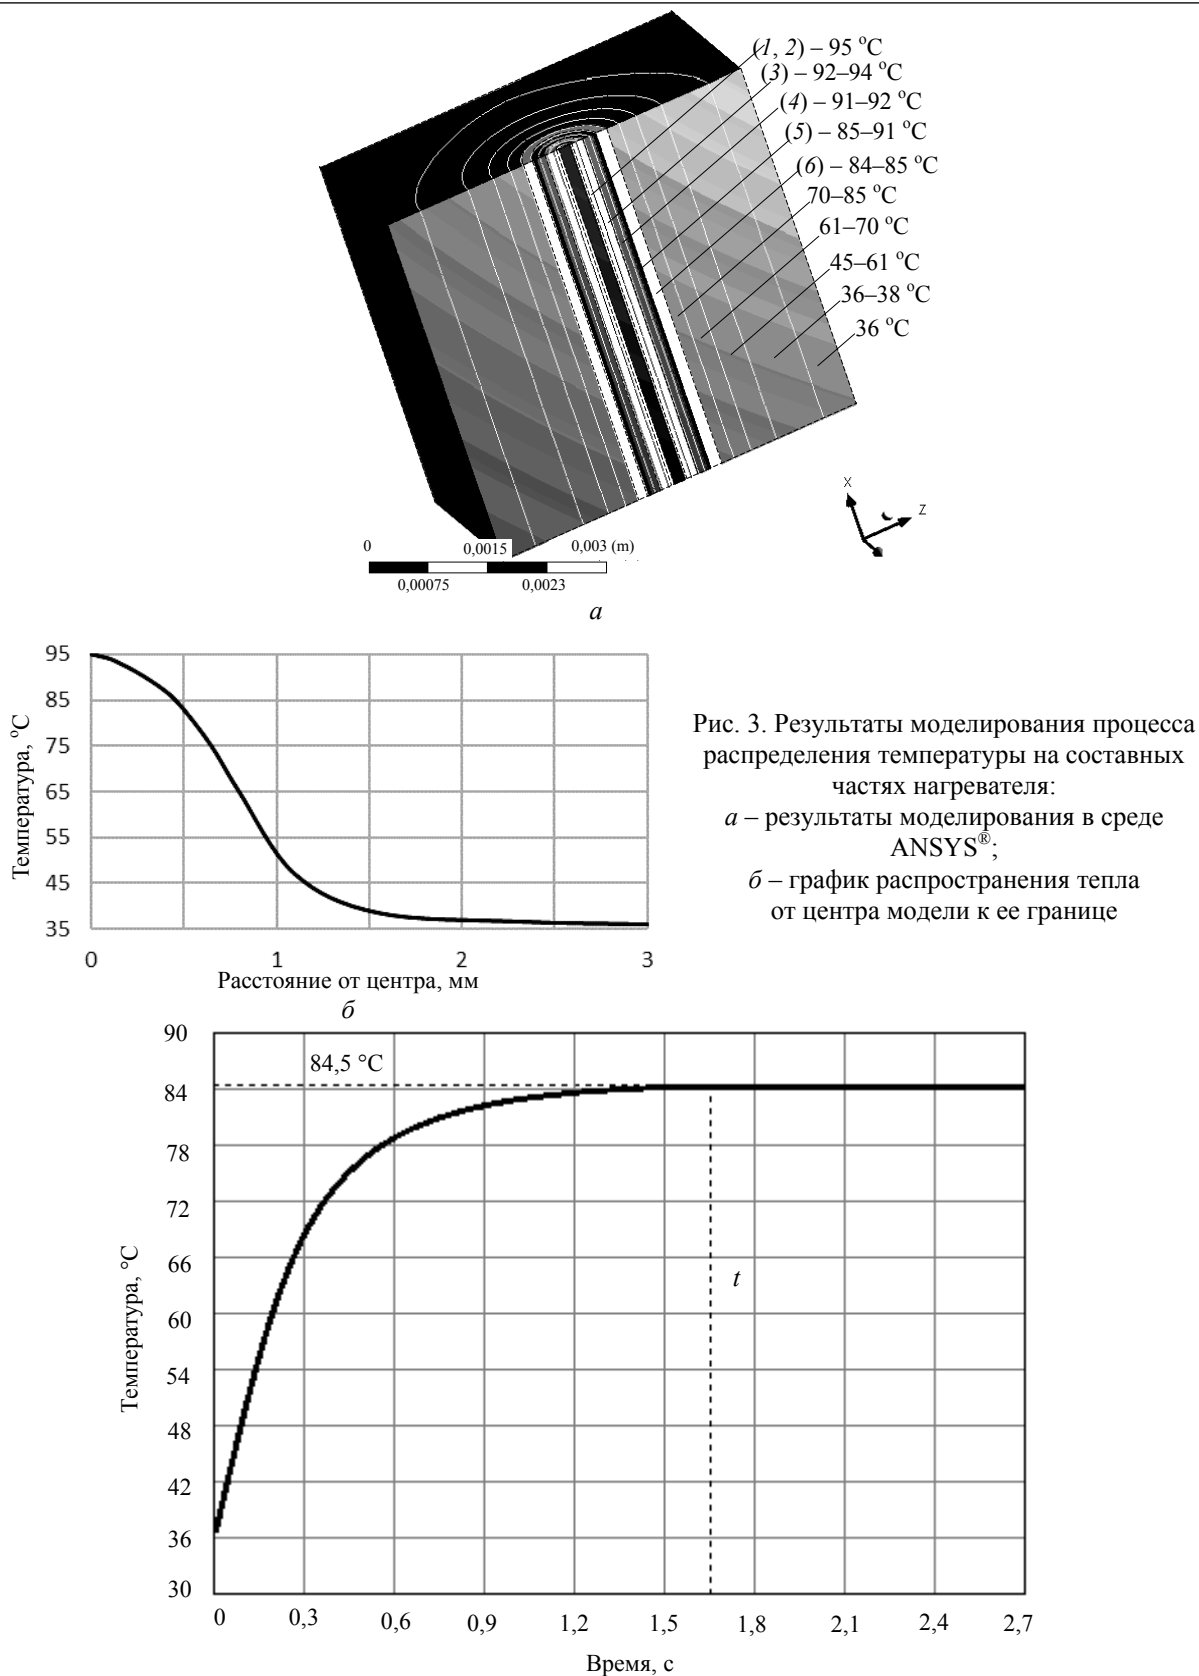 (1, 2) – 95 °C
(3) – 92–94 °C
(4) – 91–92 °C
(5) – 85–91 °C
(6) – 84–85 °C
70–85 °C
61–70 °C
45–61 °C
36–38 °C
36 °C
X
Z
0 0,0015 0,003 (m)
0,00075 0,0023
а
95
85
75
65
55
45
35
Температура, °С
0 1 2 3
Расстояние от центра, мм
б
Рис. 3. Результаты моделирования процесса
распределения температуры на составных
частях нагревателя:
а – результаты моделирования в среде
ANSYS®;
б – график распространения тепла
от центра модели к ее границе
90
84
78
72
66
60
54
48
42
36
30
84,5 °С
t
Температура, °С
0 0,3 0,6 0,9 1,2 1,5 1,8 2,1 2,4 2,7
Время, с